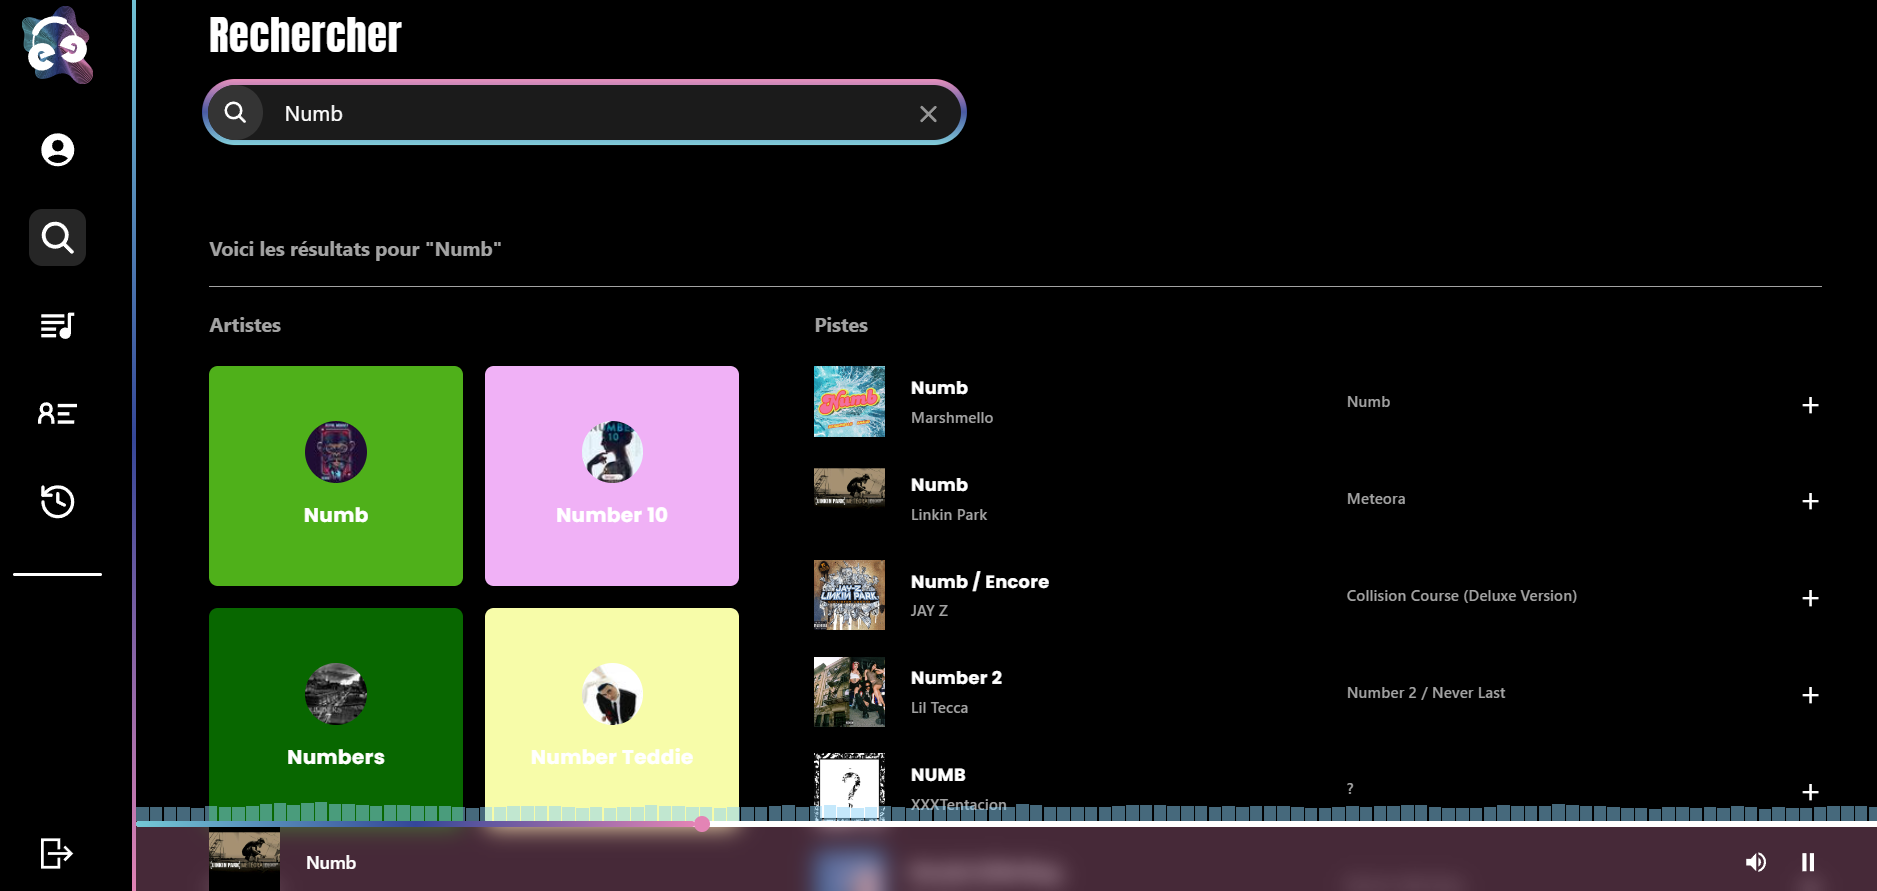 Rechercher
Numb
Voici les résultats pour "Numb"
Artistes
Numb
Number 10
Numbers
Number Teddie
Pistes
Numb
Marshmello
Numb
Numb
Linkin Park
Meteora
Numb / Encore
JAY Z
Collision Course (Deluxe Version)
Number 2
Lil Tecca
Number 2 / Never Last
NUMB
XXXTentacion
?
Numb